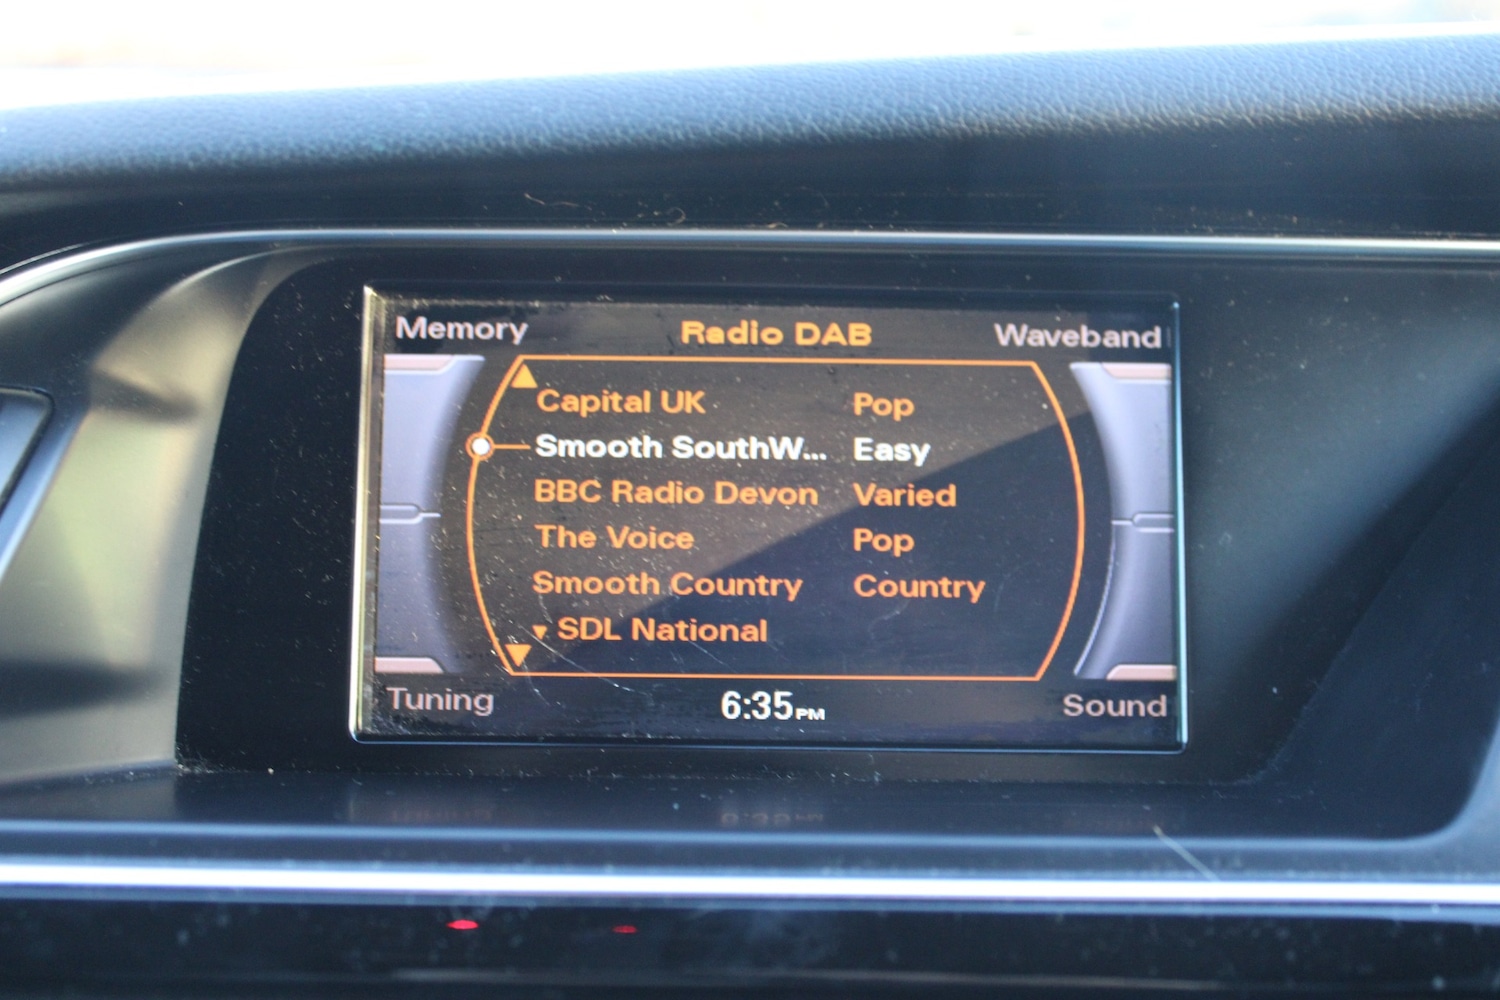 Memory Radio DAB Waveband
Capital UK Pop
Smooth SouthW... Easy
BBC Radio Devon Varied
The Voice Pop
Smooth Country Country
SDL National
Tuning 6:35PM Sound